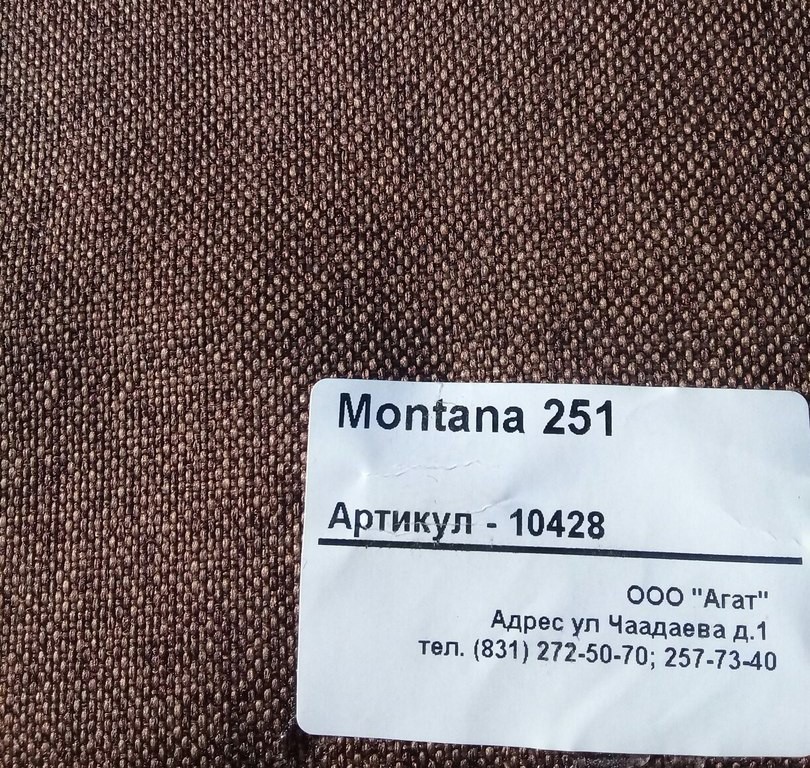 Montana 251
Артикул - 10428
ООО "Агат"
Адрес ул Чаадаева д.1
тел. (831) 272-50-70; 257-73-40